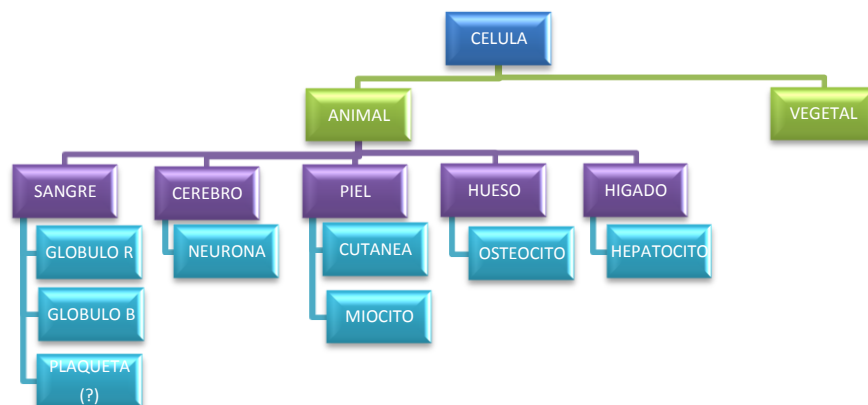 CELULA
ANIMAL
VEGETAL
SANGRE
CEREBRO
PIEL
HUESO
HIGADO
GLOBULO R
NEURONA
CUTANEA
OSTEOCITO
HEPATOCITO
GLOBULO B
MIOCITO
PLAQUETA
(?)